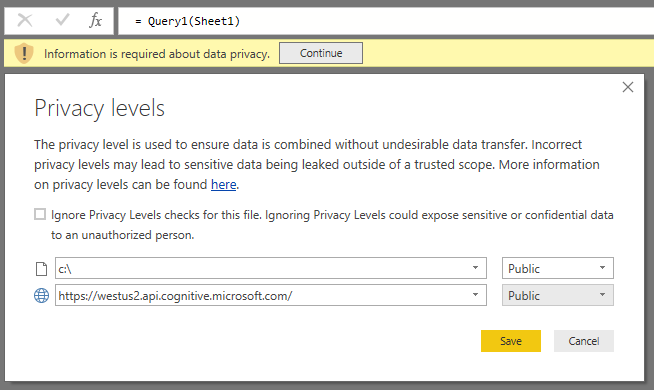 fx = Query1(Sheet1)
Information is required about data privacy. Continue
Privacy levels
The privacy level is used to ensure data is combined without undesirable data transfer. Incorrect
privacy levels may lead to sensitive data being leaked outside of a trusted scope. More information
on privacy levels can be found here.
Ignore Privacy Levels checks for this file. Ignoring Privacy Levels could expose sensitive or confidential data
to an unauthorized person.
c:\ Public
https://westus2.api.cognitive.microsoft.com/ Public
Save Cancel